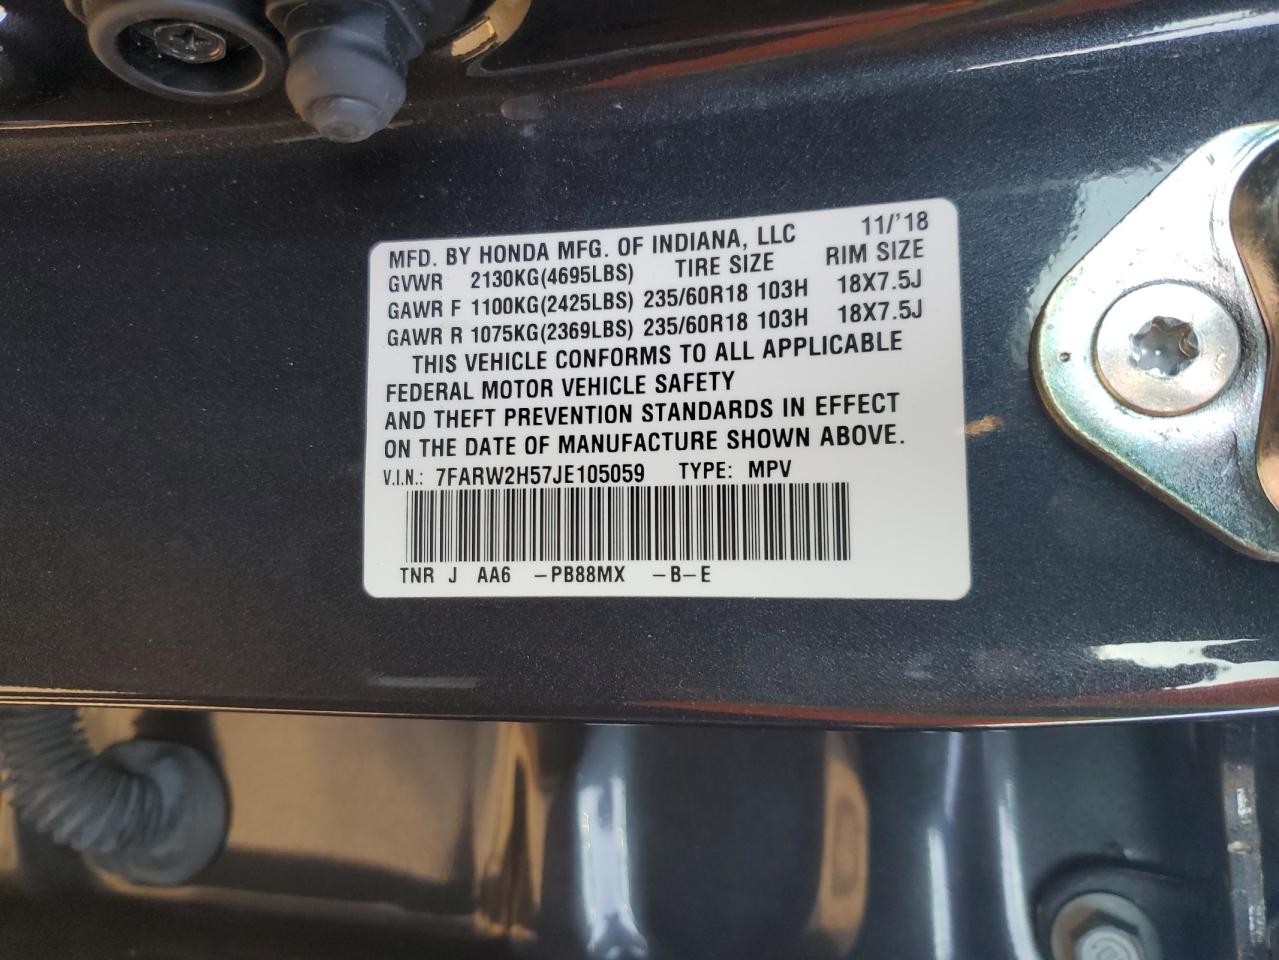 MFD. BY HONDA MFG. OF INDIANA, LLC 11/'18
GVWR 2130KG(4695LBS) TIRE SIZE RIM SIZE
GAWR F 1100KG(2425LBS) 235/60R18 103H 18X7.5J
GAWR R 1075KG(2369LBS) 235/60R18 103H 18X7.5J
THIS VEHICLE CONFORMS TO ALL APPLICABLE
FEDERAL MOTOR VEHICLE SAFETY
AND THEFT PREVENTION STANDARDS IN EFFECT
ON THE DATE OF MANUFACTURE SHOWN ABOVE.
V.I.N.: 7FARW2H57JE105059 TYPE: MPV
TNR J AA6 -PB88MX -B-E